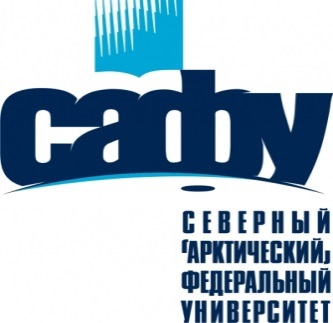 сафу
СЕВЕРНЫЙ
'АРКТИЧЕСКИЙ,
ФЕДЕРАЛЬНЫЙ
УНИВЕРСИТЕТ